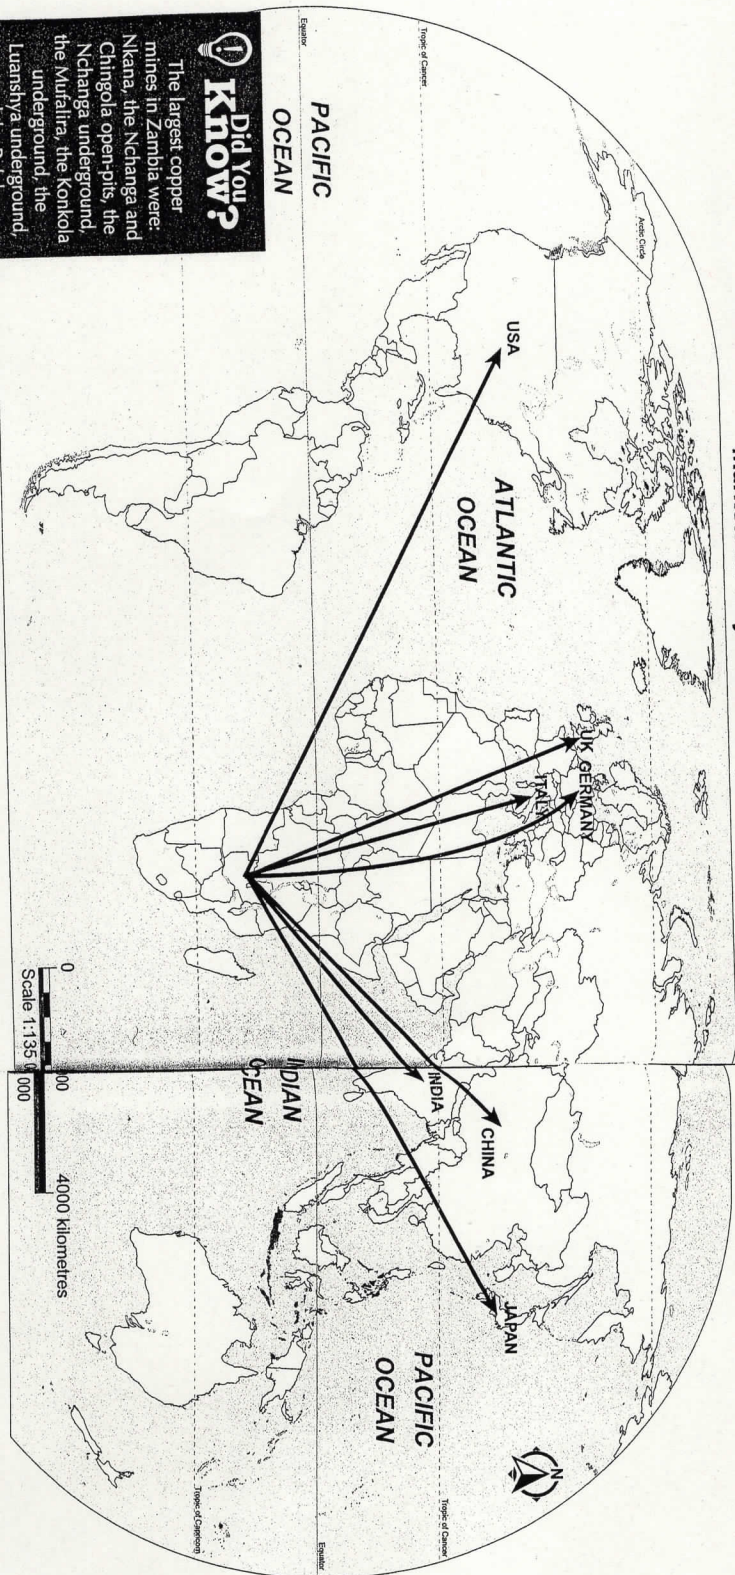 Did You
Know?
The largest copper
mines in Zambia were:
Nkana, the Nchanga and
Chingola open-pits, the
Nchanga underground,
the Mufalira, the Konkola
underground, the
Luanshya underground,
Arctic Circle
Tropic of Cancer
Equator
PACIFIC
OCEAN
USA
ATLANTIC
OCEAN
UK
GERMANY
ITALY
INDIA
CHINA
JAPAN
OCEAN
PACIFIC
OCEAN
N
Tropic of Cancer
Equator
Tropic of Capricorn
0
4000 kilometres
Scale 1:135
000